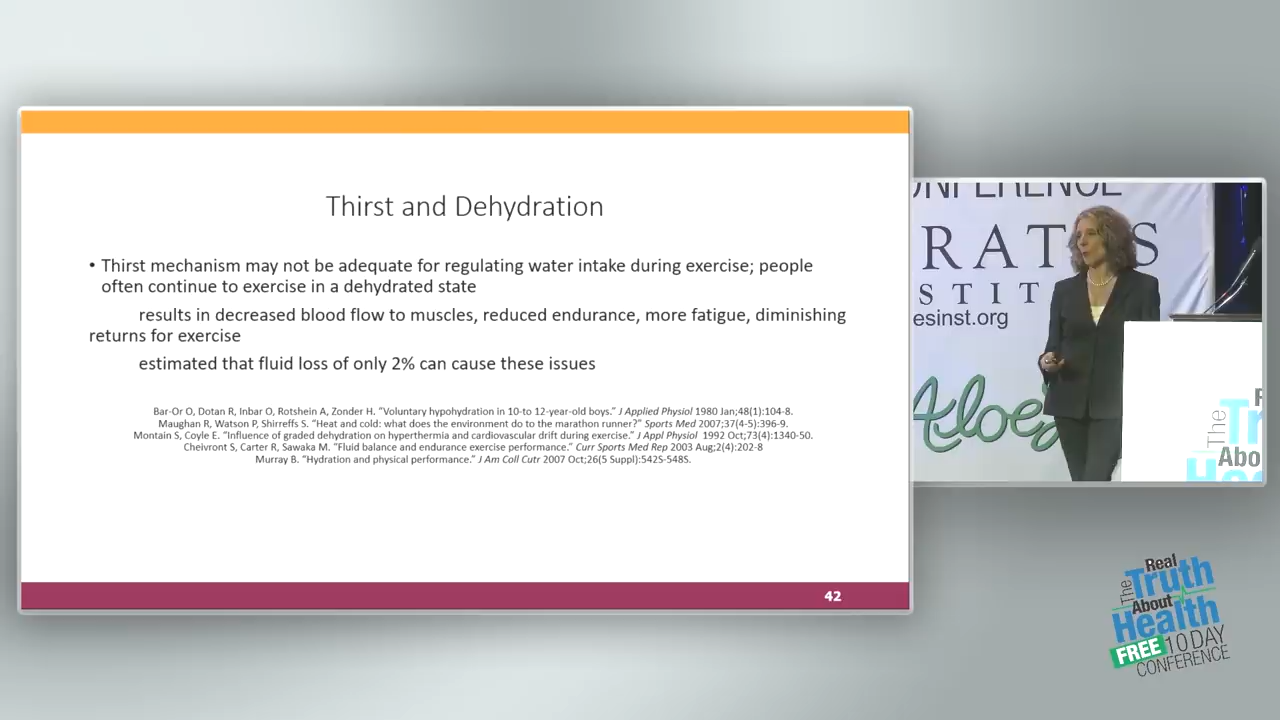 Thirst and Dehydration
• Thirst mechanism may not be adequate for regulating water intake during exercise; people
often continue to exercise in a dehydrated state
results in decreased blood flow to muscles, reduced endurance, more fatigue, diminishing
returns for exercise
estimated that fluid loss of only 2% can cause these issues
Bar-Or O, Dotan R, Inbar O, Rotshein A, Zonder H. "Voluntary hypohydration in 10-to 12-year-old boys." J Applied Physiol 1980 Jan;48(1):104-8.
Maughan R, Watson P, Shirreffs S. "Heat and cold: what does the environment do to the marathon runner?" Sports Med 2007;37(4-5):396-9.
Montain S, Coyle E. "Influence of graded dehydration on hyperthermia and cardiovascular drift during exercise." J Appl Physiol 1992 Oct;73(4):1340-50.
Cheivront S, Carter R, Sawaka M. "Fluid balance and endurance exercise performance." Curr Sports Med Rep 2003 Aug;2(4):202-8
Murray B. "Hydration and physical performance." J Am Coll Cutr 2007 Oct;26(5 Suppl):542S-548S.
42
ONFERENCE
RATES
STIT
esinst.org
Aloe
The
Tr
Abo
He
The Real
Truth
About
Health
FREE 10 DAY
CONFERENCE